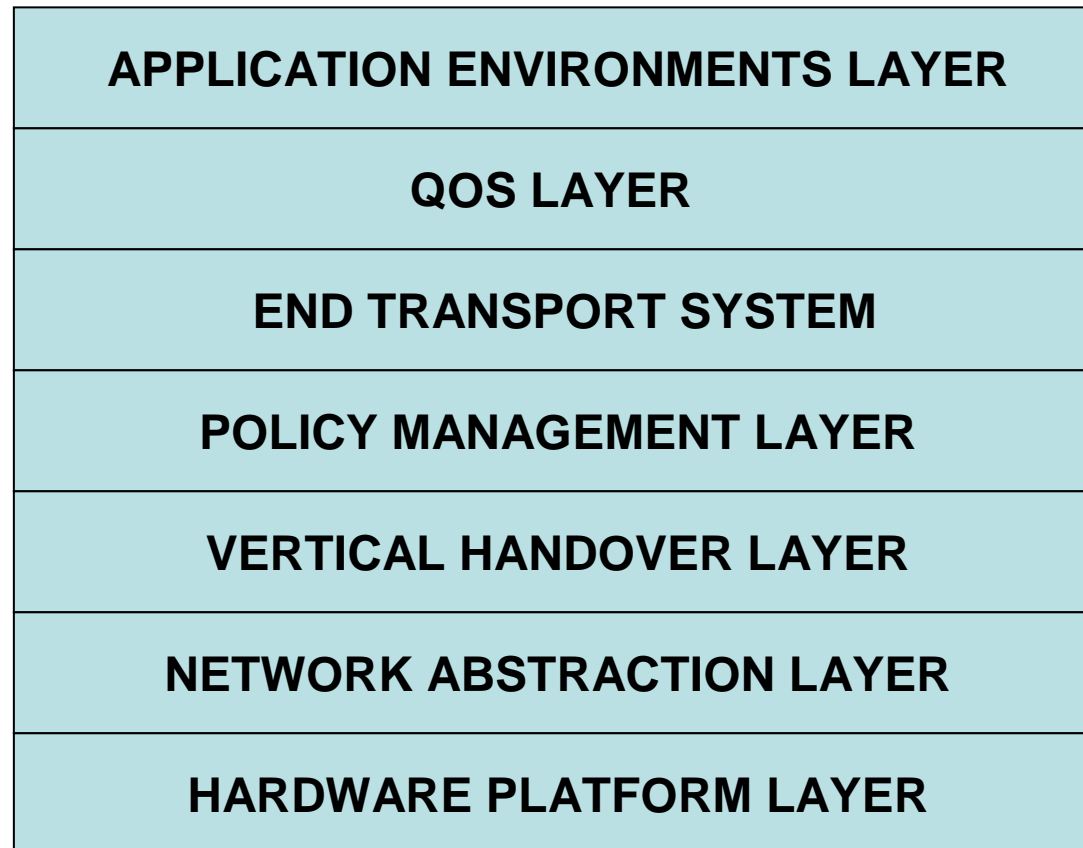 APPLICATION ENVIRONMENTS LAYER
QOS LAYER
END TRANSPORT SYSTEM
POLICY MANAGEMENT LAYER
VERTICAL HANDOVER LAYER
NETWORK ABSTRACTION LAYER
HARDWARE PLATFORM LAYER